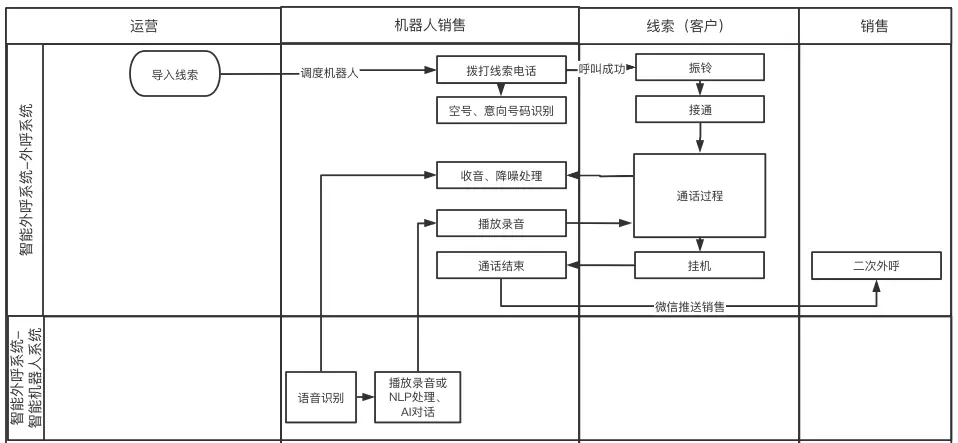 运营
机器人销售
线索（客户）
销售
智能外呼系统-外呼系统
导入线索
调度机器人
拨打线索电话
呼叫成功
振铃
空号、意向号码识别
接通
收音、降噪处理
通话过程
播放录音
通话结束
挂机
二次外呼
微信推送销售
智能外呼系统-
智能机器人系统
语音识别
播放录音或
NLP处理、
AI对话